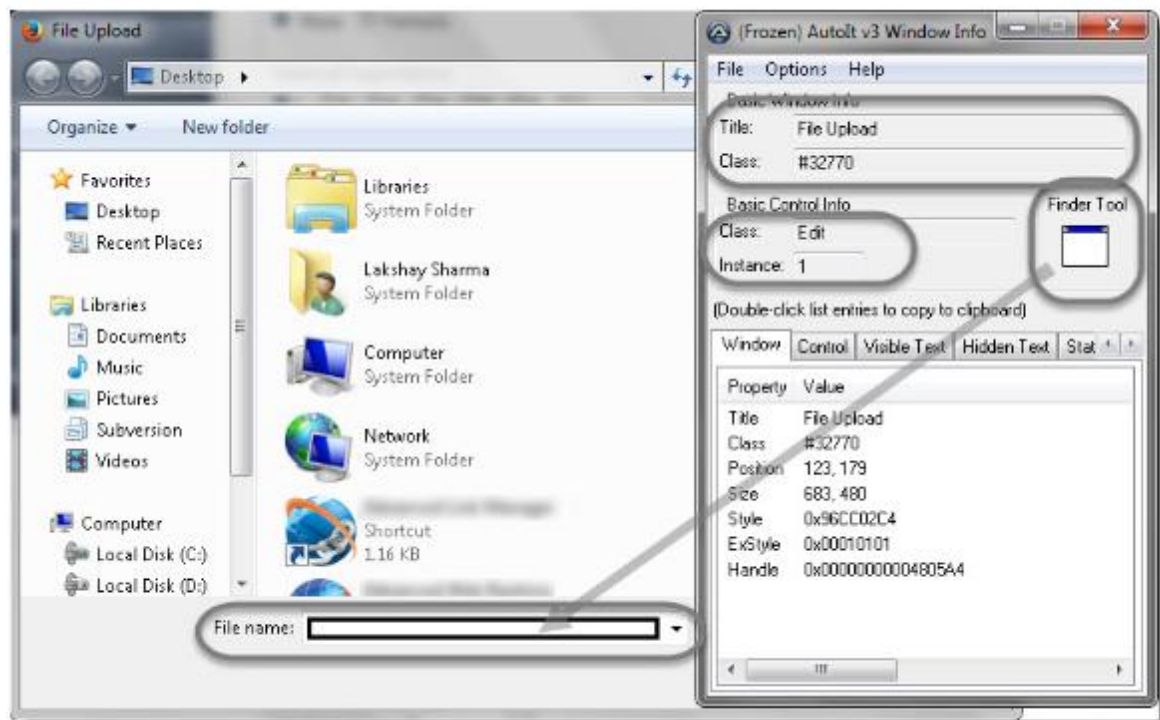 File Upload
Desktop
Organize
New folder
Favorites
Desktop
Recent Places
Libraries
Documents
Music
Pictures
Subversion
Videos
Computer
Local Disk (C:)
Local Disk (D:)
Libraries
System Folder
Lakshay Sharma
System Folder
Computer
System Folder
Network
System Folder
Shortcut
1.16 KB
File name:
(Frozen) AutoIt v3 Window Info
File Options Help
Basic Window Info
Title: File Upload
Class: #32770
Basic Control Info
Finder Tool
Class: Edit
Instance: 1
(Double-click list entries to copy to clipboard)
Window Control Visible Text Hidden Text Stat
Property Value
Title File Upload
Class #32770
Position 123, 179
Size 683, 480
Style 0x96CC02C4
ExStyle 0x00010101
Handle 0x00000000004805A4